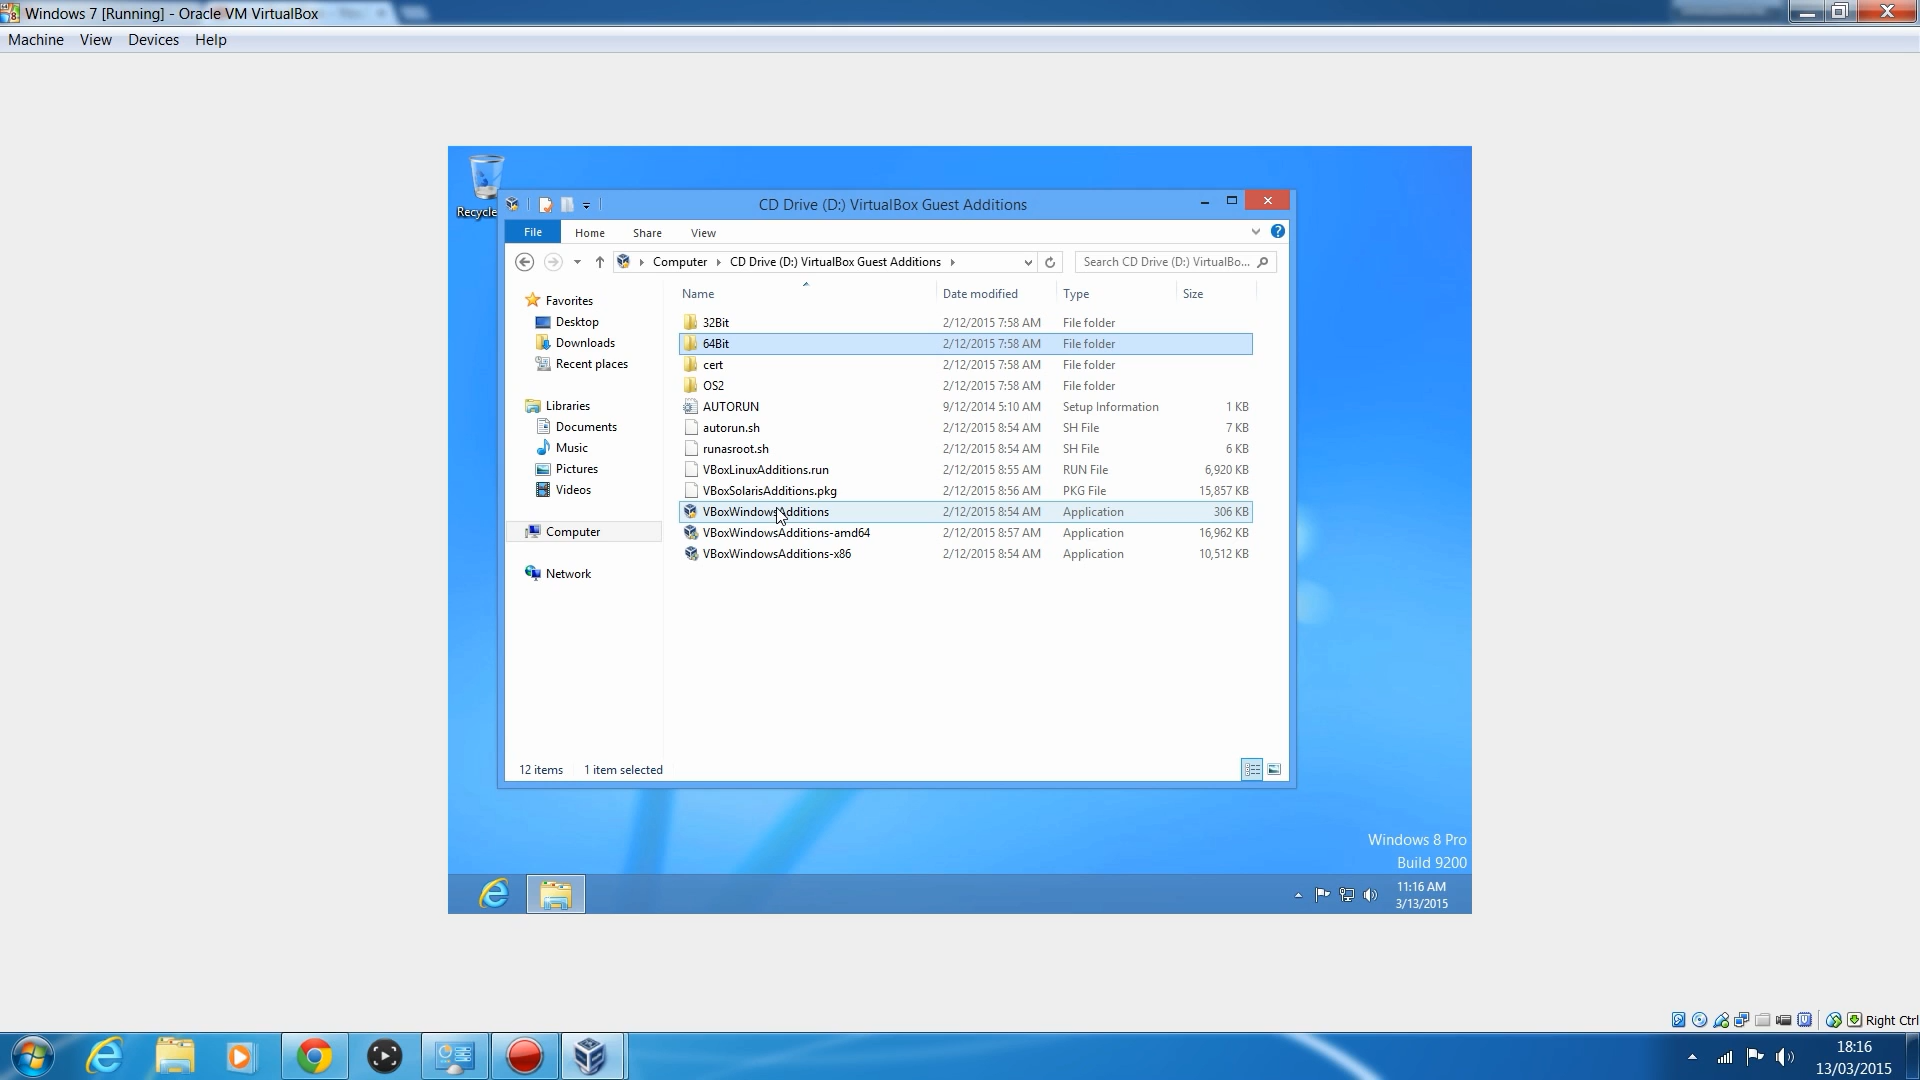 Windows 7 [Running] - Oracle VM VirtualBox
Machine View Devices Help
Recycle
CD Drive (D:) VirtualBox Guest Additions
File Home Share View
Computer CD Drive (D:) VirtualBox Guest Additions Search CD Drive (D:) VirtualBo...
Name Date modified Type Size
Favorites
Desktop
Downloads
Recent places
Libraries
Documents
Music
Pictures
Videos
Computer
Network
32Bit 2/12/2015 7:58 AM File folder
64Bit 2/12/2015 7:58 AM File folder
cert 2/12/2015 7:58 AM File folder
OS2 2/12/2015 7:58 AM File folder
AUTORUN 9/12/2014 5:10 AM Setup Information 1 KB
autorun.sh 2/12/2015 8:54 AM SH File 7 KB
runasroot.sh 2/12/2015 8:54 AM SH File 6 KB
VBoxLinuxAdditions.run 2/12/2015 8:55 AM RUN File 6,920 KB
VBoxSolarisAdditions.pkg 2/12/2015 8:56 AM PKG File 15,857 KB
VBoxWindowsAdditions 2/12/2015 8:54 AM Application 306 KB
VBoxWindowsAdditions-amd64 2/12/2015 8:57 AM Application 16,962 KB
VBoxWindowsAdditions-x86 2/12/2015 8:54 AM Application 10,512 KB
12 items 1 item selected
Windows 8 Pro
Build 9200
11:16 AM
3/13/2015
Right Ctrl
18:16
13/03/2015